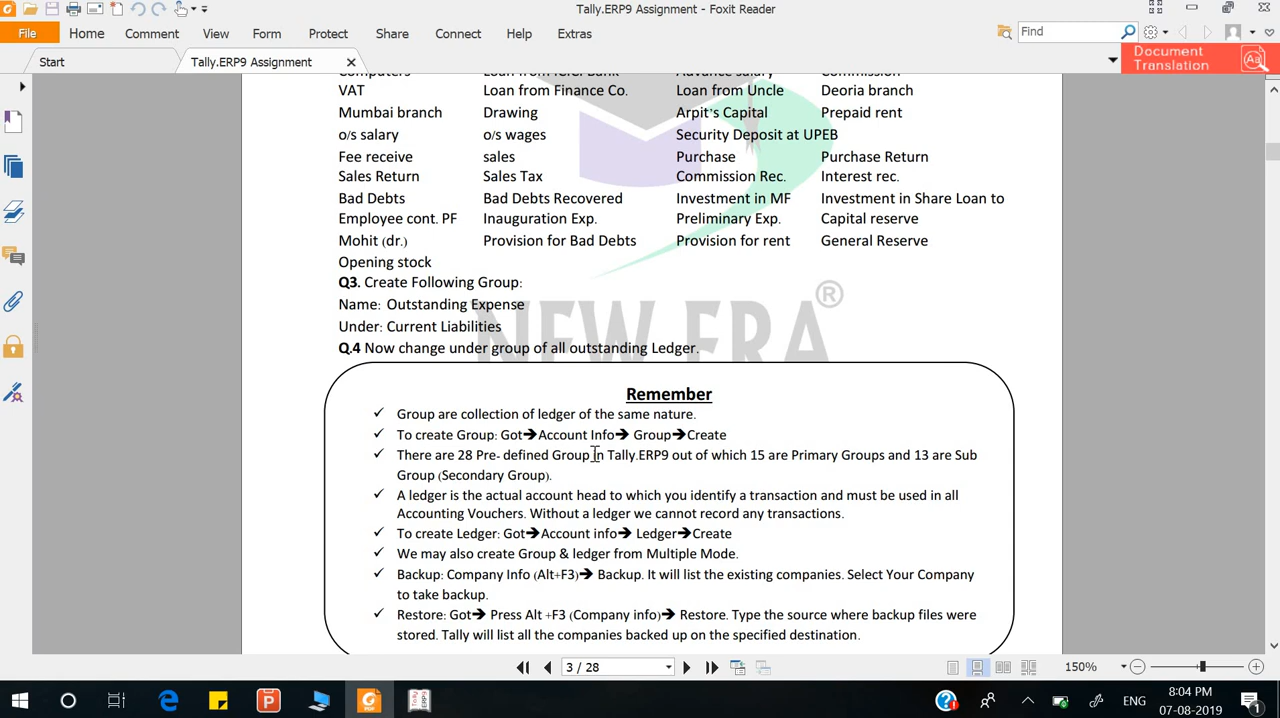 Tally.ERP9 Assignment - Foxit Reader
File Home Comment View Form Protect Share Connect Help Extras Find
Start Tally.ERP9 Assignment
Document Translation
Computers Loan from ICICI Bank Advance salary Commission
VAT Loan from Finance Co. Loan from Uncle Deoria branch
Mumbai branch Drawing Arpit's Capital Prepaid rent
o/s salary o/s wages Security Deposit at UPEB
Fee receive sales Purchase Purchase Return
Sales Return Sales Tax Commission Rec. Interest rec.
Bad Debts Bad Debts Recovered Investment in MF Investment in Share Loan to
Employee cont. PF Inauguration Exp. Preliminary Exp. Capital reserve
Mohit (dr.) Provision for Bad Debts Provision for rent General Reserve
Opening stock
Q3. Create Following Group:
Name: Outstanding Expense
Under: Current Liabilities
NEW ERA®
Q.4 Now change under group of all outstanding Ledger.
Remember
✓ Group are collection of ledger of the same nature.
✓ To create Group: Got➔Account Info➔ Group➔Create
✓ There are 28 Pre- defined Group in Tally.ERP9 out of which 15 are Primary Groups and 13 are Sub
Group (Secondary Group).
✓ A ledger is the actual account head to which you identify a transaction and must be used in all
Accounting Vouchers. Without a ledger we cannot record any transactions.
✓ To create Ledger: Got➔Account info➔ Ledger➔Create
✓ We may also create Group & ledger from Multiple Mode.
✓ Backup: Company Info (Alt+F3)➔ Backup. It will list the existing companies. Select Your Company
to take backup.
✓ Restore: Got➔ Press Alt +F3 (Company info)➔ Restore. Type the source where backup files were
stored. Tally will list all the companies backed up on the specified destination.
3 / 28 150%
ENG 8:04 PM
07-08-2019